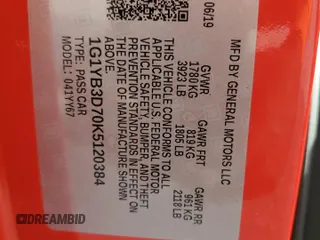 MFD BY GENERAL MOTORS LLC
06/19
GVWR GAWR FRT GAWR RR
1780 KG 819 KG 961 KG
3923 LB 1805 LB 2118 LB
THIS VEHICLE CONFORMS TO ALL
APPLICABLE U.S. FEDERAL MOTOR
VEHICLE SAFETY, BUMPER, AND THEFT
PREVENTION STANDARDS IN EFFECT ON
THE DATE OF MANUFACTURE SHOWN
ABOVE.
1G1YB3D70K5120384
TYPE: PASS CAR
MODEL: 041YY67
DREAMBID